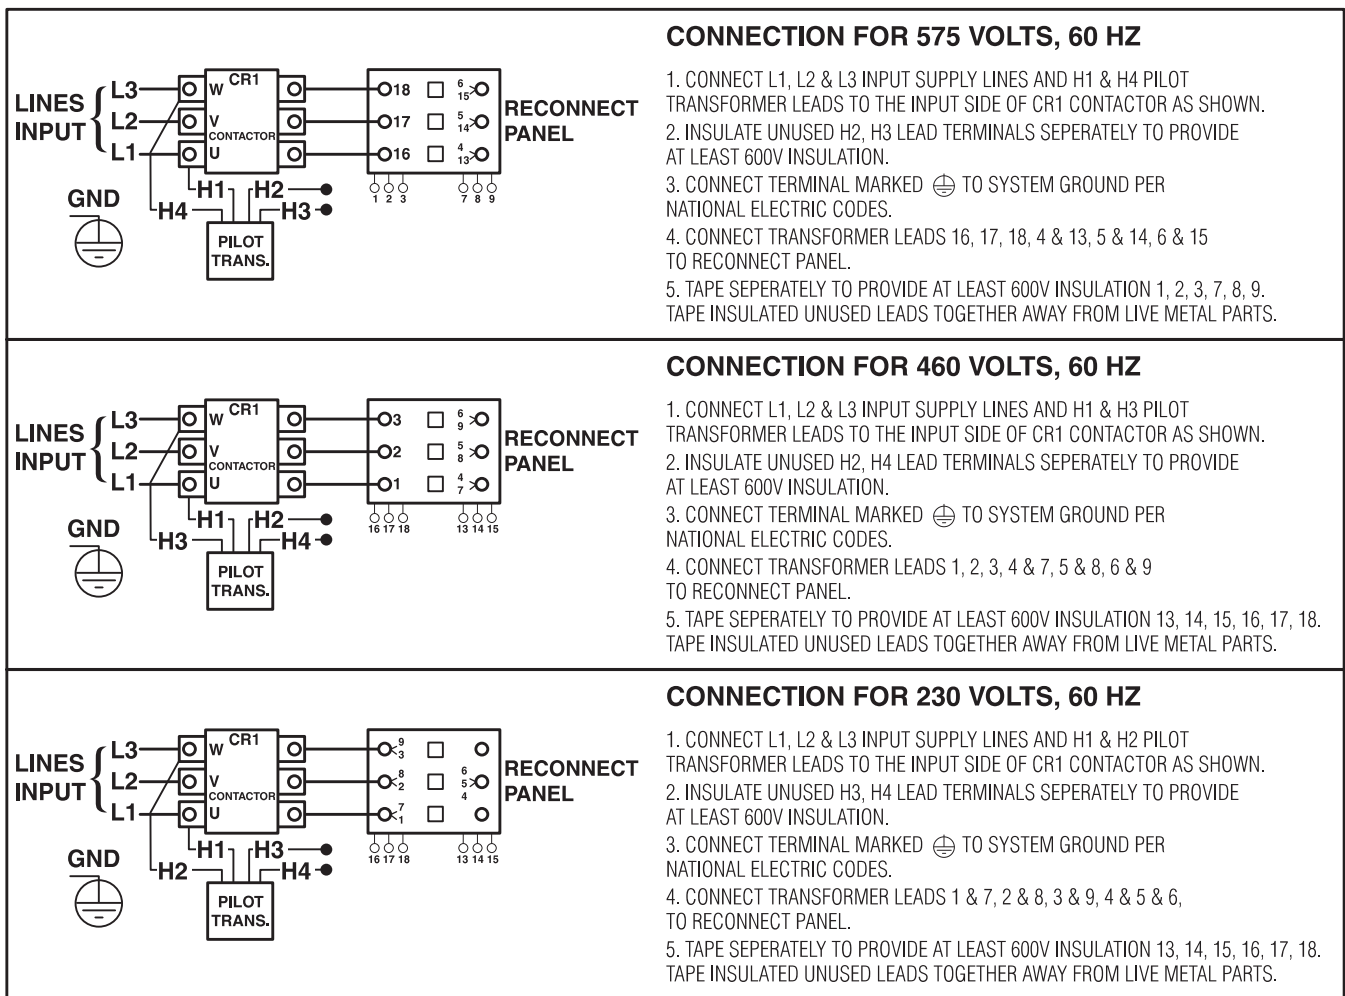 CONNECTION FOR 575 VOLTS, 60 HZ
LINES
INPUT
L3
L2
L1
W
CR1
V
CONTACTOR
U
18
17
16
6
15
5
14
4
13
RECONNECT
PANEL
1 2 3
7 8 9
GND
H1
H2
H4
H3
PILOT
TRANS.
1. CONNECT L1, L2 & L3 INPUT SUPPLY LINES AND H1 & H4 PILOT
TRANSFORMER LEADS TO THE INPUT SIDE OF CR1 CONTACTOR AS SHOWN.
2. INSULATE UNUSED H2, H3 LEAD TERMINALS SEPERATELY TO PROVIDE
AT LEAST 600V INSULATION.
3. CONNECT TERMINAL MARKED TO SYSTEM GROUND PER
NATIONAL ELECTRIC CODES.
4. CONNECT TRANSFORMER LEADS 16, 17, 18, 4 & 13, 5 & 14, 6 & 15
TO RECONNECT PANEL.
5. TAPE SEPERATELY TO PROVIDE AT LEAST 600V INSULATION 1, 2, 3, 7, 8, 9.
TAPE INSULATED UNUSED LEADS TOGETHER AWAY FROM LIVE METAL PARTS.
CONNECTION FOR 460 VOLTS, 60 HZ
LINES
INPUT
L3
L2
L1
W
CR1
V
CONTACTOR
U
3
2
1
6
9
5
8
4
7
RECONNECT
PANEL
16 17 18
13 14 15
GND
H1
H2
H3
H4
PILOT
TRANS.
1. CONNECT L1, L2 & L3 INPUT SUPPLY LINES AND H1 & H3 PILOT
TRANSFORMER LEADS TO THE INPUT SIDE OF CR1 CONTACTOR AS SHOWN.
2. INSULATE UNUSED H2, H4 LEAD TERMINALS SEPERATELY TO PROVIDE
AT LEAST 600V INSULATION.
3. CONNECT TERMINAL MARKED TO SYSTEM GROUND PER
NATIONAL ELECTRIC CODES.
4. CONNECT TRANSFORMER LEADS 1, 2, 3, 4 & 7, 5 & 8, 6 & 9
TO RECONNECT PANEL.
5. TAPE SEPERATELY TO PROVIDE AT LEAST 600V INSULATION 13, 14, 15, 16, 17, 18.
TAPE INSULATED UNUSED LEADS TOGETHER AWAY FROM LIVE METAL PARTS.
CONNECTION FOR 230 VOLTS, 60 HZ
LINES
INPUT
L3
L2
L1
W
CR1
V
CONTACTOR
U
9
3
8
2
7
1
6
5
4
RECONNECT
PANEL
16 17 18
13 14 15
GND
H1
H3
H2
H4
PILOT
TRANS.
1. CONNECT L1, L2 & L3 INPUT SUPPLY LINES AND H1 & H2 PILOT
TRANSFORMER LEADS TO THE INPUT SIDE OF CR1 CONTACTOR AS SHOWN.
2. INSULATE UNUSED H3, H4 LEAD TERMINALS SEPERATELY TO PROVIDE
AT LEAST 600V INSULATION.
3. CONNECT TERMINAL MARKED TO SYSTEM GROUND PER
NATIONAL ELECTRIC CODES.
4. CONNECT TRANSFORMER LEADS 1 & 7, 2 & 8, 3 & 9, 4 & 5 & 6,
TO RECONNECT PANEL.
5. TAPE SEPERATELY TO PROVIDE AT LEAST 600V INSULATION 13, 14, 15, 16, 17, 18.
TAPE INSULATED UNUSED LEADS TOGETHER AWAY FROM LIVE METAL PARTS.